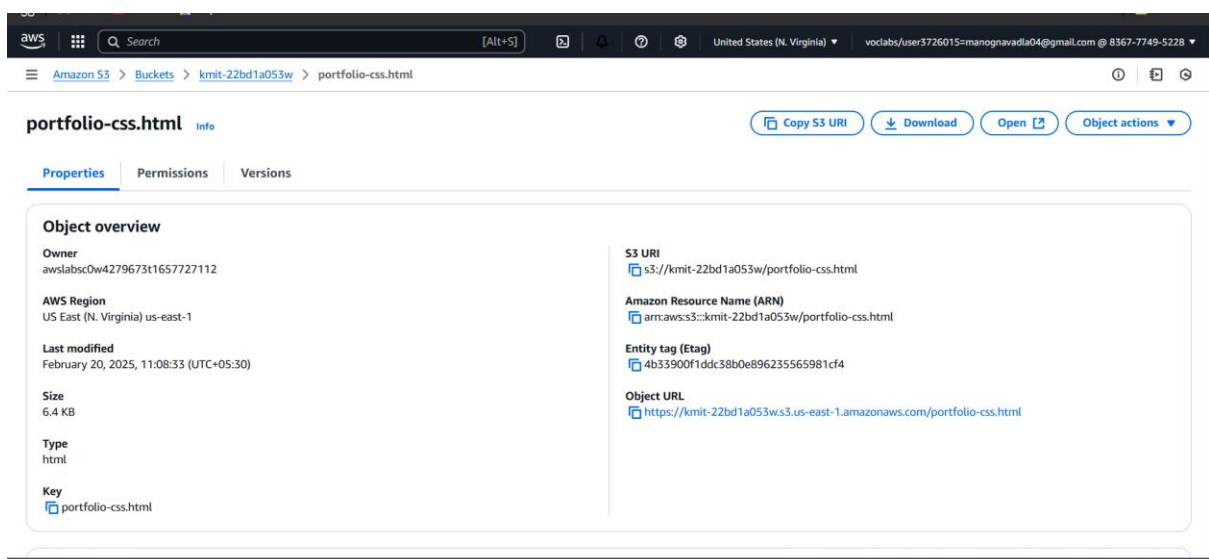 aws Search [Alt+S] United States (N. Virginia) ▼ voclabs/user3726015=manognavadla04@gmail.com @ 8367-7749-5228 ▼
Amazon S3 > Buckets > kmit-22bd1a053w > portfolio-css.html
portfolio-css.html Info Copy S3 URI Download Open Object actions ▼
Properties Permissions Versions
Object overview
Owner
awslabsc0w4279673t1657727112
AWS Region
US East (N. Virginia) us-east-1
Last modified
February 20, 2025, 11:08:33 (UTC+05:30)
Size
6.4 KB
Type
html
Key
portfolio-css.html
S3 URI
s3://kmit-22bd1a053w/portfolio-css.html
Amazon Resource Name (ARN)
arn:aws:s3:::kmit-22bd1a053w/portfolio-css.html
Entity tag (Etag)
4b33900f1ddc38b0e896235565981cf4
Object URL
https://kmit-22bd1a053w.s3.us-east-1.amazonaws.com/portfolio-css.html